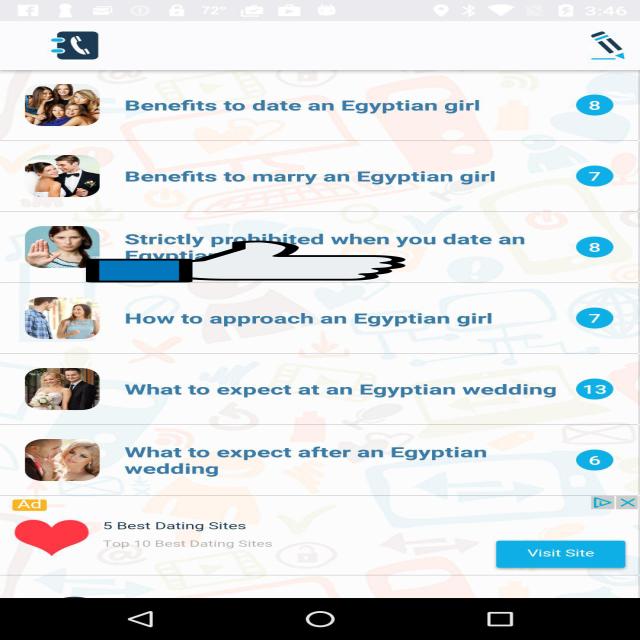 72° 3:46
Benefits to date an Egyptian girl 8
Benefits to marry an Egyptian girl 7
Strictly prohibited when you date an 8
How to approach an Egyptian girl 7
What to expect at an Egyptian wedding 13
What to expect after an Egyptian
wedding 6
Ad
5 Best Dating Sites
Top 10 Best Dating Sites
Visit Site